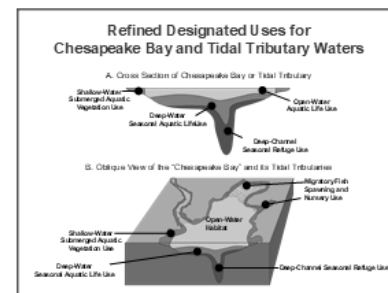 Refined Designated Uses for
Chesapeake Bay and Tidal Tributary Waters
A. Cross Section of Chesapeake Bay or Tidal Tributary
Shallow-Water
Submerged Aquatic
Vegetation Use
Open-Water
Aquatic Life Use
Deep-Water
Seasonal Aquatic Life Use
Deep-Channel
Seasonal Refuge Use
B. Oblique View of the "Chesapeake Bay" and its Tidal Tributaries
Migratory Fish
Spawning and
Nursery Use
Open-Water
Habitat
Shallow-Water
Submerged Aquatic
Vegetation Use
Deep-Water
Seasonal Aquatic Life Use
Deep-Channel Seasonal Refuge Use